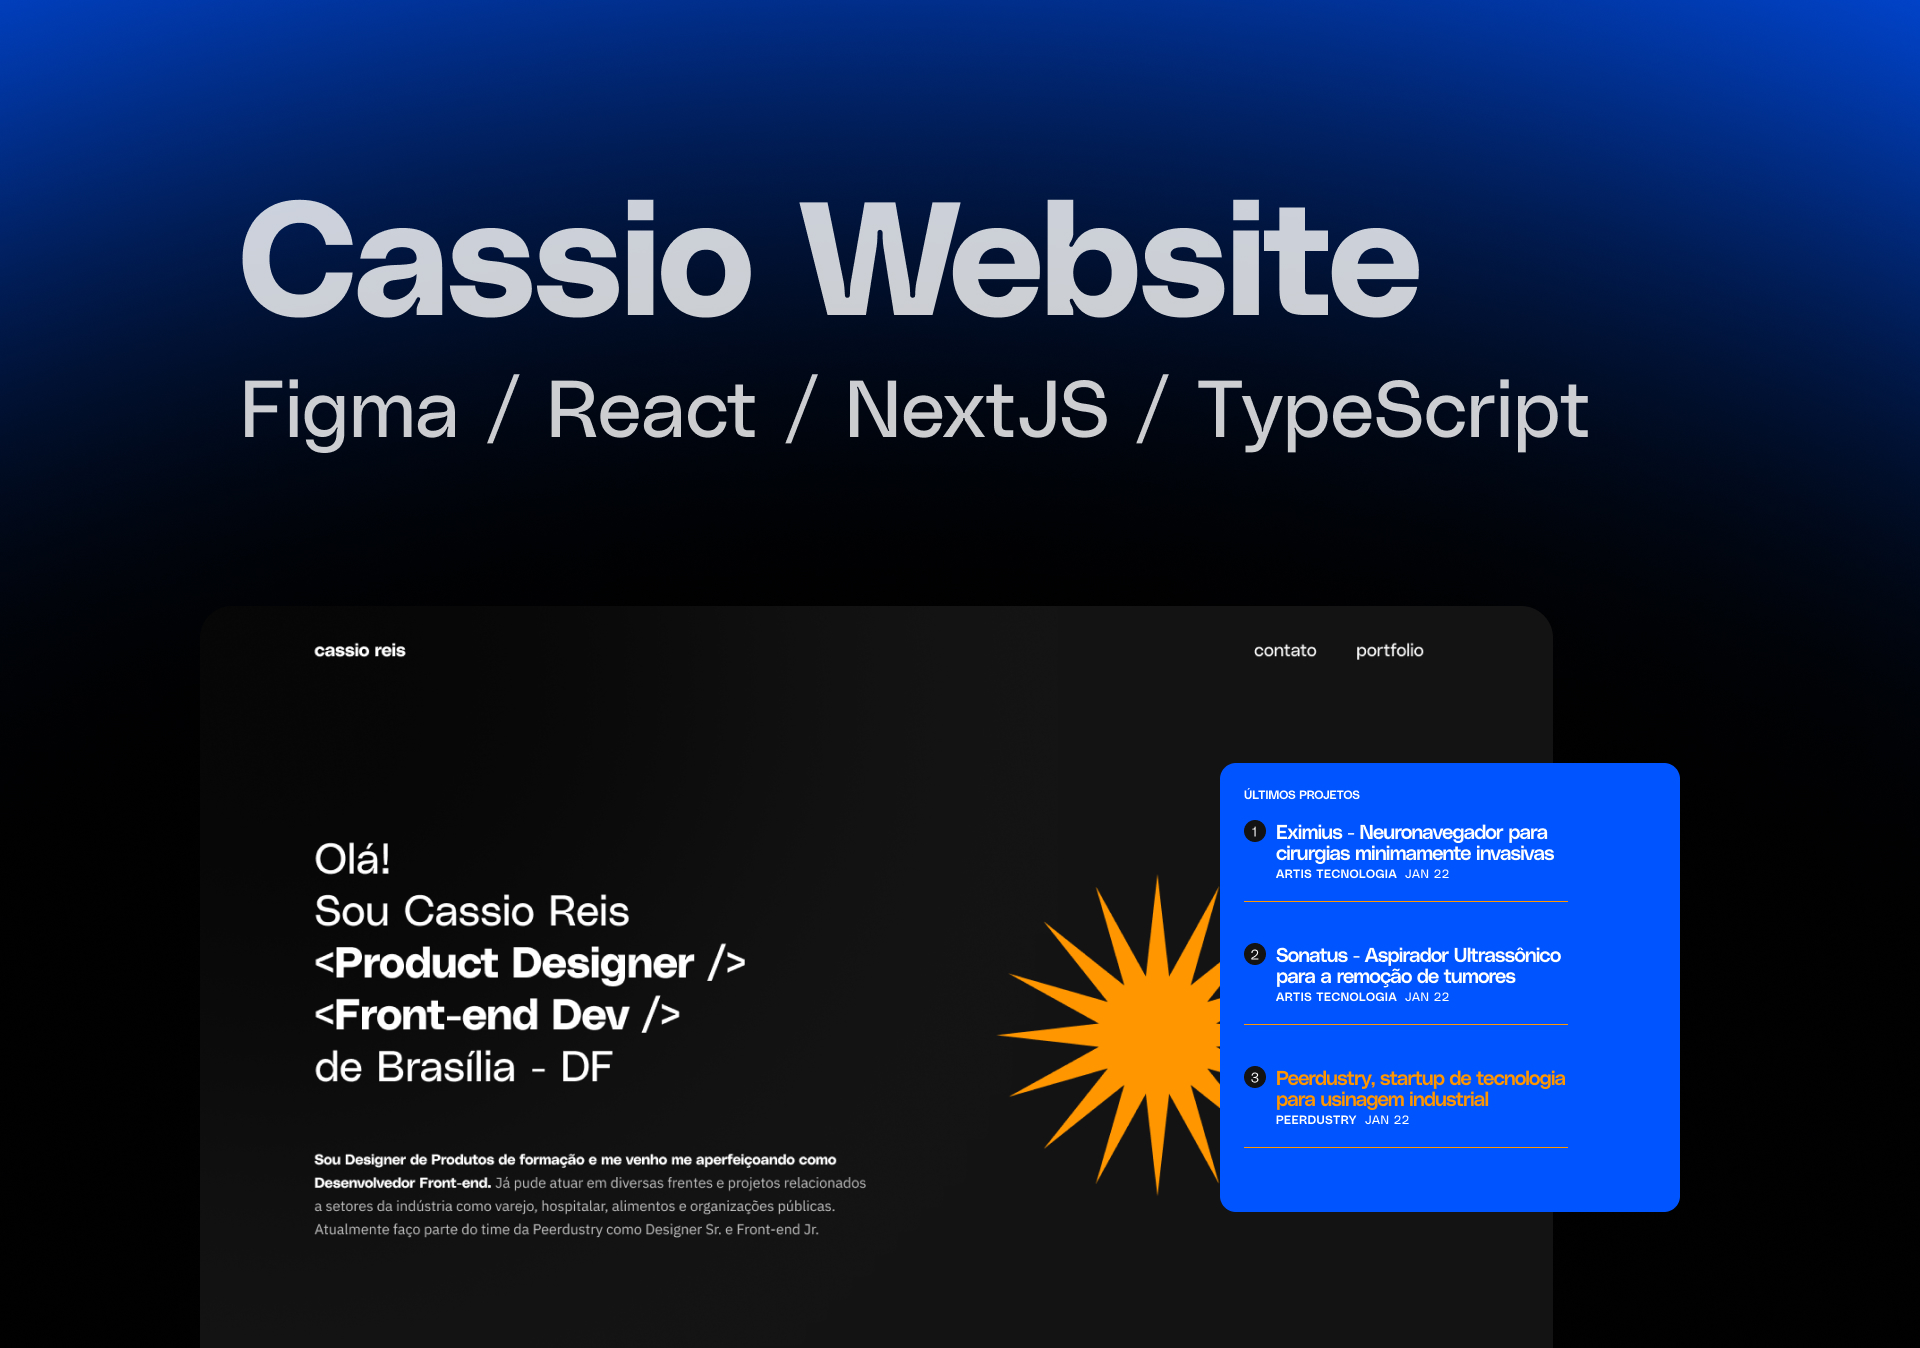 Cassio Website
Figma / React / NextJS / TypeScript
cassio reis
contato portfolio
Olá!
Sou Cassio Reis
<Product Designer />
<Front-end Dev />
de Brasília - DF
Sou Designer de Produtos de formação e me venho me aperfeiçoando como
Desenvolvedor Front-end. Já pude atuar em diversas frentes e projetos relacionados
a setores da indústria como varejo, hospitalar, alimentos e organizações públicas.
Atualmente faço parte do time da Peerdustry como Designer Sr. e Front-end Jr.
ÚLTIMOS PROJETOS
1 Eximius - Neuronavegador para
cirurgias minimamente invasivas
ARTIS TECNOLOGIA JAN 22
2 Sonatus - Aspirador Ultrassônico
para a remoção de tumores
ARTIS TECNOLOGIA JAN 22
3 Peerdustry, startup de tecnologia
para usinagem industrial
PEERDUSTRY JAN 22